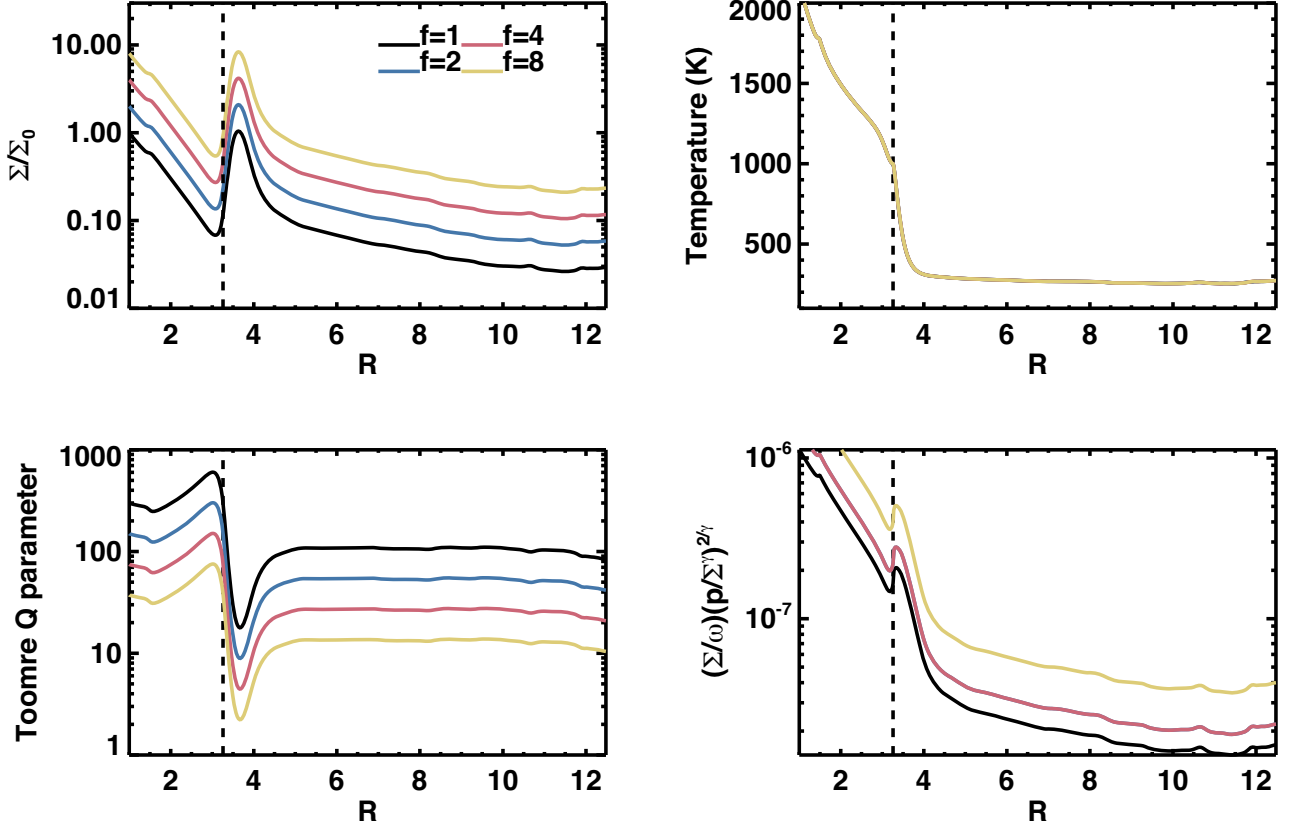 10.00
1.00
0.10
0.01
Σ/Σ₀
f=1 f=4
f=2 f=8
2 4 6 8 10 12
R
2000
1500
1000
500
Temperature (K)
2 4 6 8 10 12
R
1000
100
10
1
Toomre Q parameter
2 4 6 8 10 12
R
10⁻⁶
10⁻⁷
(Σ/ω)(p/Σ^γ)^{2/γ}
2 4 6 8 10 12
R